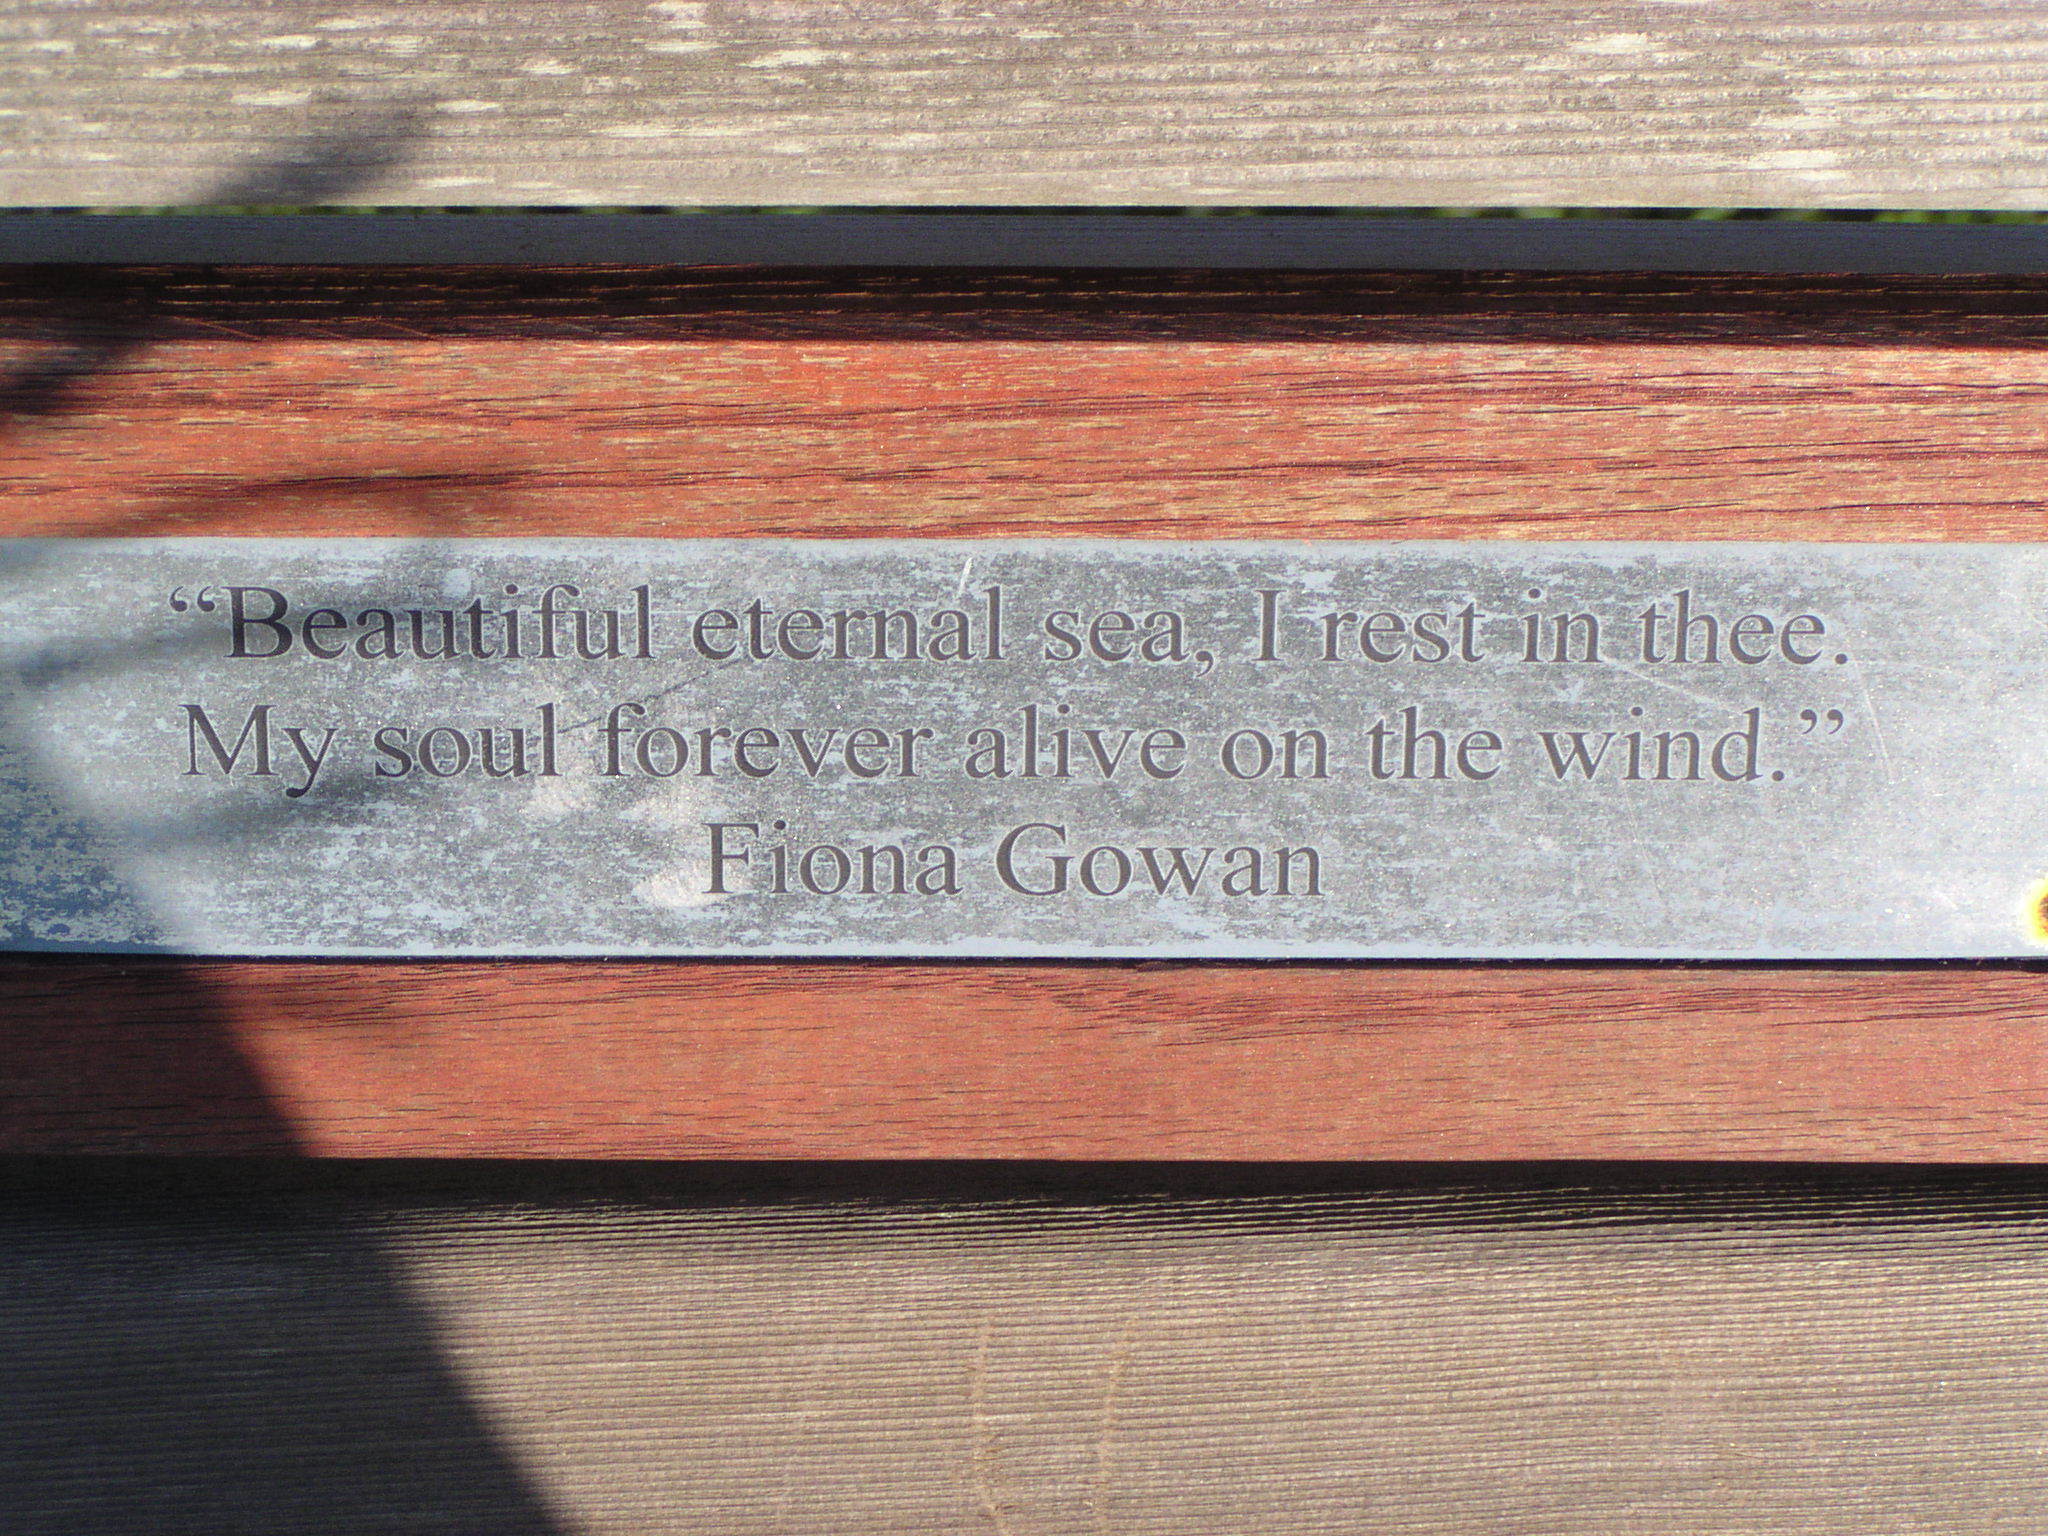 “Beautiful eternal sea, I rest in thee.
My soul forever alive on the wind.”
Fiona Gowan